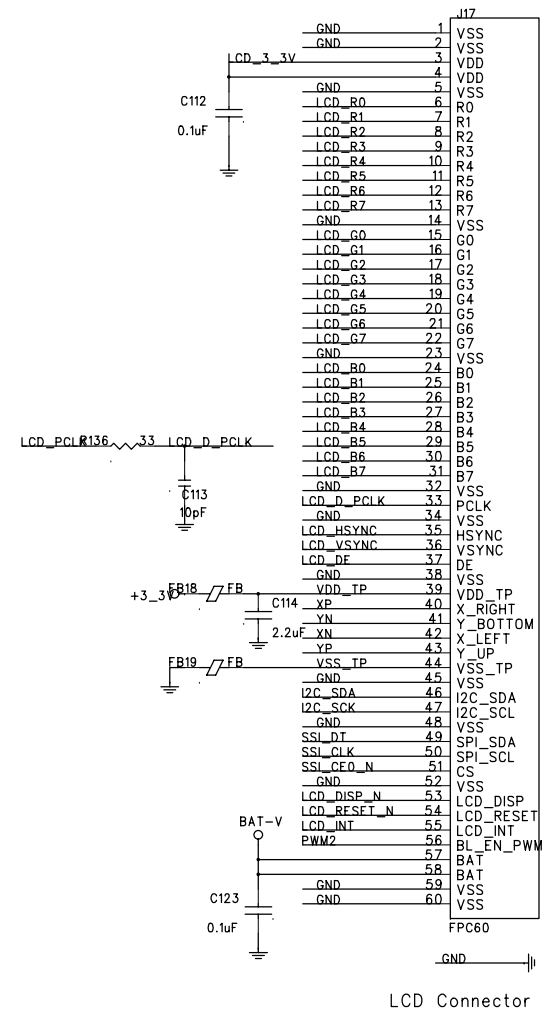 J17
GND 1 VSS
GND 2 VSS
LCD_3_3V 3 VDD
4 VDD
GND 5 VSS
C112
0.1uF
LCD_R0 6 R0
LCD_R1 7 R1
LCD_R2 8 R2
LCD_R3 9 R3
LCD_R4 10 R4
LCD_R5 11 R5
LCD_R6 12 R6
LCD_R7 13 R7
GND 14 VSS
LCD_G0 15 G0
LCD_G1 16 G1
LCD_G2 17 G2
LCD_G3 18 G3
LCD_G4 19 G4
LCD_G5 20 G5
LCD_G6 21 G6
LCD_G7 22 G7
GND 23 VSS
LCD_B0 24 B0
LCD_B1 25 B1
LCD_B2 26 B2
LCD_B3 27 B3
LCD_B4 28 B4
LCD_PCLK R136 33 LCD_D_PCLK
LCD_B5 29 B5
LCD_B6 30 B6
LCD_B7 31 B7
GND 32 VSS
C113
10pF
LCD_D_PCLK 33 PCLK
GND 34 VSS
LCD_HSYNC 35 HSYNC
LCD_VSYNC 36 VSYNC
LCD_DE 37 DE
GND 38 VSS
+3_3V FB18 FB VDD_TP 39 VDD_TP
C114
2.2uF
XP 40 X_RIGHT
YN 41 Y_BOTTOM
XN 42 X_LEFT
YP 43 Y_UP
FB19 FB VSS_TP 44 VSS_TP
GND 45 VSS
I2C_SDA 46 I2C_SDA
I2C_SCK 47 I2C_SCL
GND 48 VSS
SSI_DT 49 SPI_SDA
SSI_CLK 50 SPI_SCL
SSI_CE0_N 51 CS
GND 52 VSS
LCD_DISP_N 53 LCD_DISP
LCD_RESET_N 54 LCD_RESET
LCD_INT 55 LCD_INT
BAT-V
PWM2 56 BL_EN_PWM
57 BAT
58 BAT
GND 59 VSS
GND 60 VSS
C123
0.1uF
FPC60
GND
LCD Connector